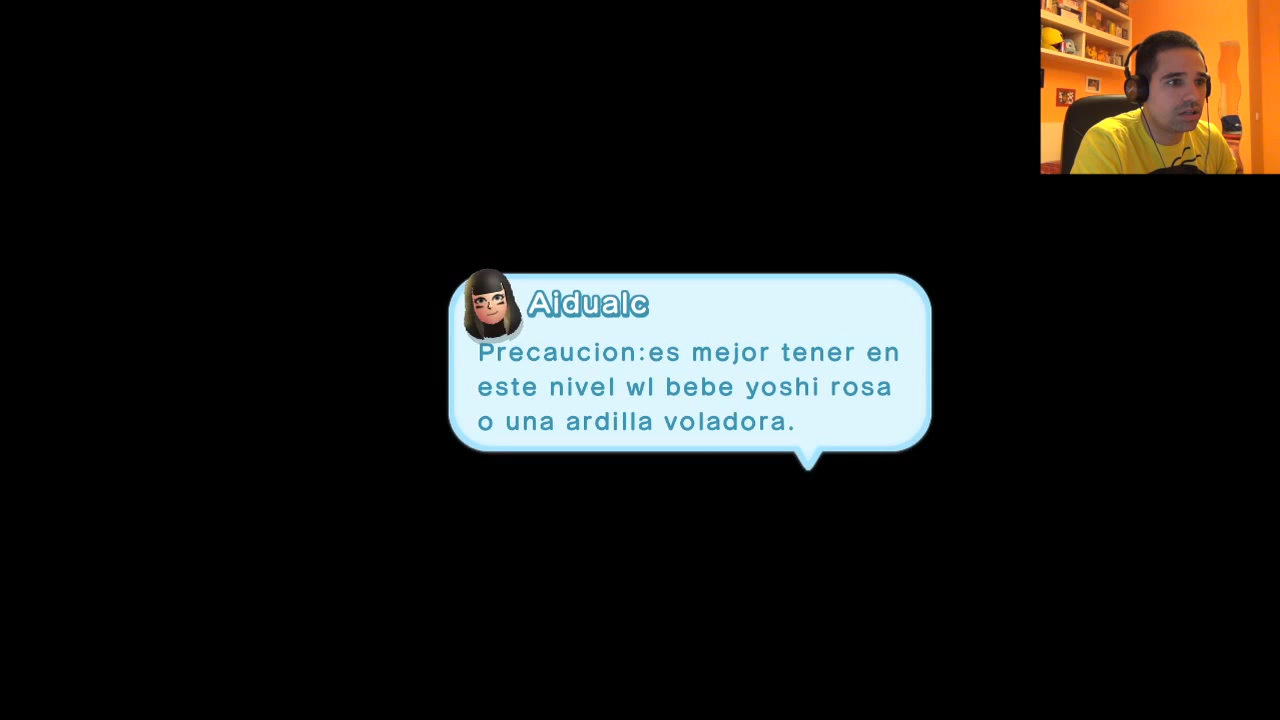 Aidualc
Precaucion:es mejor tener en
este nivel wl bebe yoshi rosa
o una ardilla voladora.